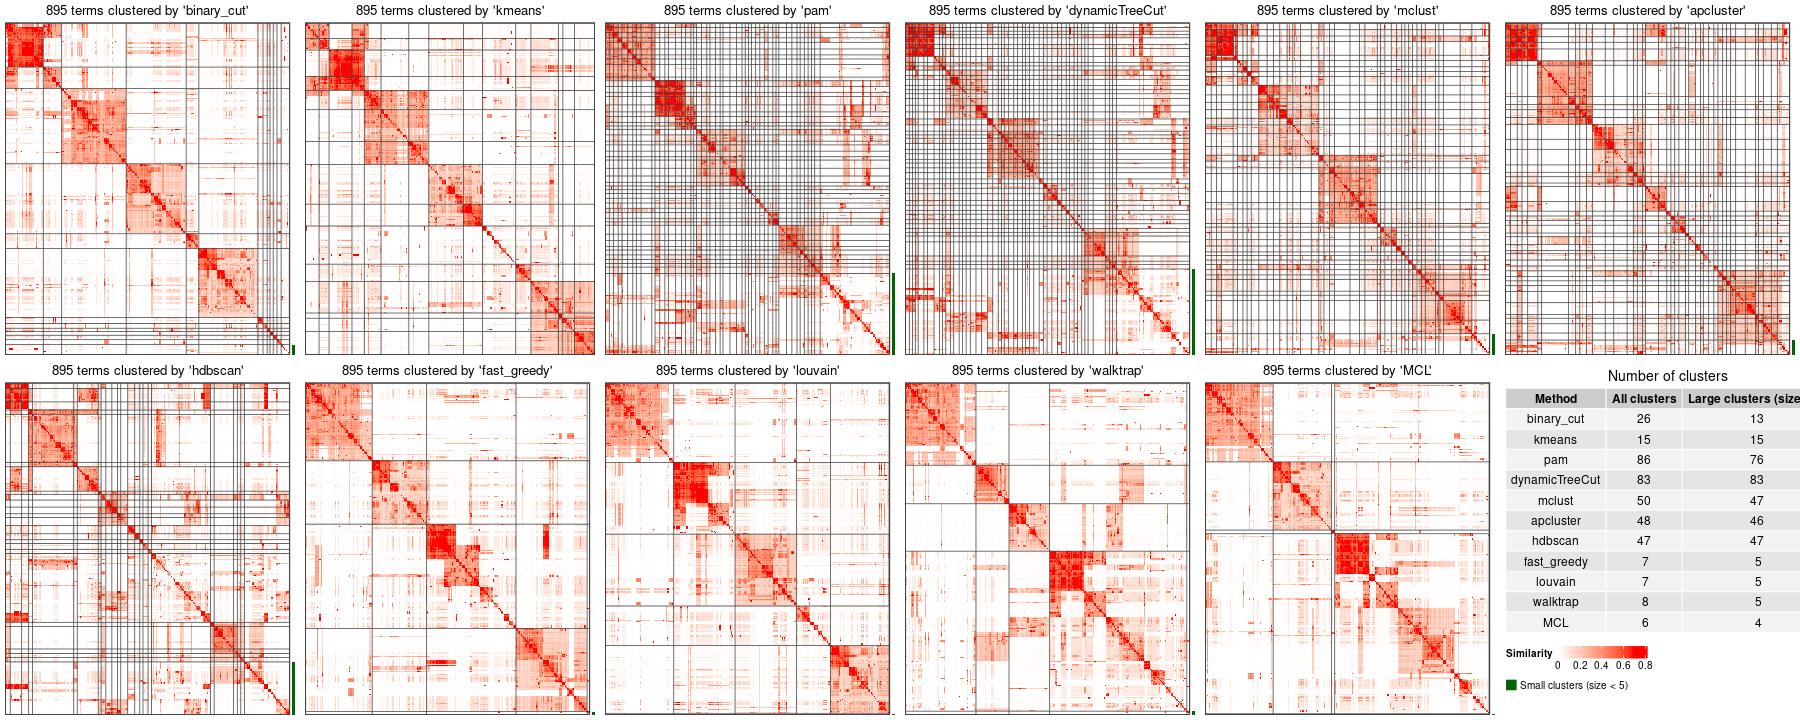 895 terms clustered by 'binary_cut'
895 terms clustered by 'kmeans'
895 terms clustered by 'pam'
895 terms clustered by 'dynamicTreeCut'
895 terms clustered by 'mclust'
895 terms clustered by 'apcluster'
895 terms clustered by 'hdbscan'
895 terms clustered by 'fast_greedy'
895 terms clustered by 'louvain'
895 terms clustered by 'walktrap'
895 terms clustered by 'MCL'
Number of clusters
Method All clusters Large clusters (size
binary_cut 26 13
kmeans 15 15
pam 86 76
dynamicTreeCut 83 83
mclust 50 47
apcluster 48 46
hdbscan 47 47
fast_greedy 7 5
louvain 7 5
walktrap 8 5
MCL 6 4
Similarity
0 0.2 0.4 0.6 0.8
Small clusters (size < 5)